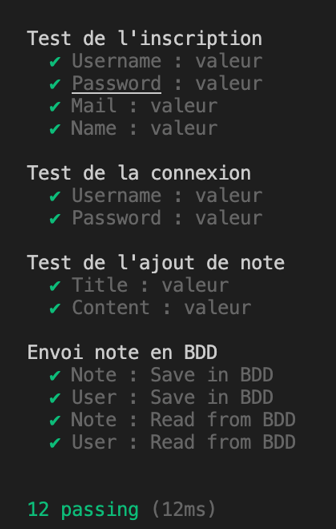 Test de l'inscription
✔ Username : valeur
✔ Password : valeur
✔ Mail : valeur
✔ Name : valeur
Test de la connexion
✔ Username : valeur
✔ Password : valeur
Test de l'ajout de note
✔ Title : valeur
✔ Content : valeur
Envoi note en BDD
✔ Note : Save in BDD
✔ User : Save in BDD
✔ Note : Read from BDD
✔ User : Read from BDD
12 passing (12ms)